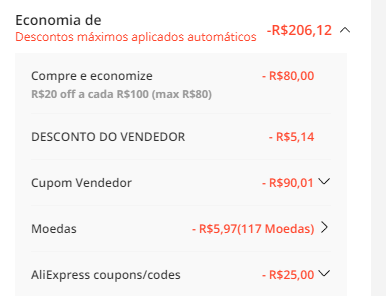 Economia de
-R$206,12
Descontos máximos aplicados automáticos
Compre e economize
- R$80,00
R$20 off a cada R$100 (max R$80)
DESCONTO DO VENDEDOR
- R$5,14
Cupom Vendedor
- R$90,01
Moedas
- R$5,97(117 Moedas)
AliExpress coupons/codes
- R$25,00